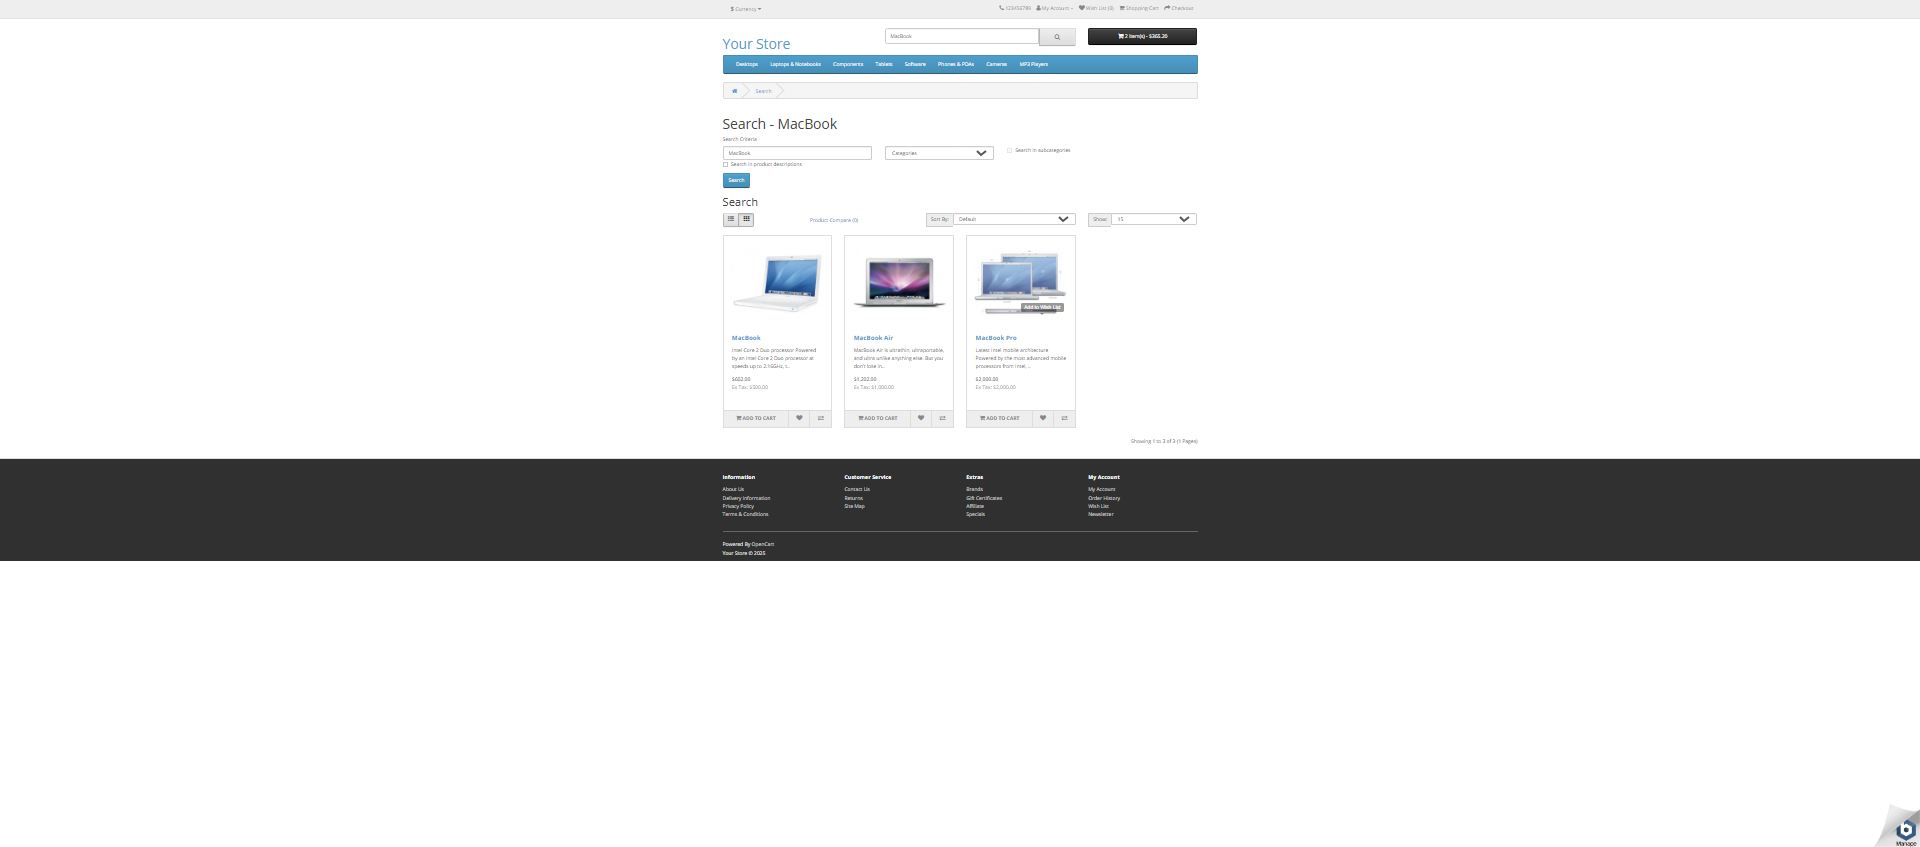 $ Currency
123456789 My Account Wish List (0) Shopping Cart Checkout
Your Store
MacBook
2 item(s) - $365.20
Desktops Laptops & Notebooks Components Tablets Software Phones & PDAs Cameras MP3 Players
Search
Search - MacBook
Search Criteria
MacBook
Categories
Search in subcategories
Search in product descriptions
Search
Search
Product Compare (0)
Sort By: Default
Show: 15
Add to Wish List
MacBook
Intel Core 2 Duo processor Powered
by an Intel Core 2 Duo processor at
speeds up to 2.16GHz, t..
$602.00
Ex Tax: $500.00
ADD TO CART
MacBook Air
MacBook Air is ultrathin, ultraportable,
and ultra unlike anything else. But you
don't lose in..
$1,202.00
Ex Tax: $1,000.00
ADD TO CART
MacBook Pro
Latest Intel mobile architecture
Powered by the most advanced mobile
processors from Intel, ..
$2,000.00
Ex Tax: $2,000.00
ADD TO CART
Showing 1 to 3 of 3 (1 Pages)
Information
About Us
Delivery Information
Privacy Policy
Terms & Conditions
Customer Service
Contact Us
Returns
Site Map
Extras
Brands
Gift Certificates
Affiliate
Specials
My Account
My Account
Order History
Wish List
Newsletter
Powered By OpenCart
Your Store © 2025
Manage